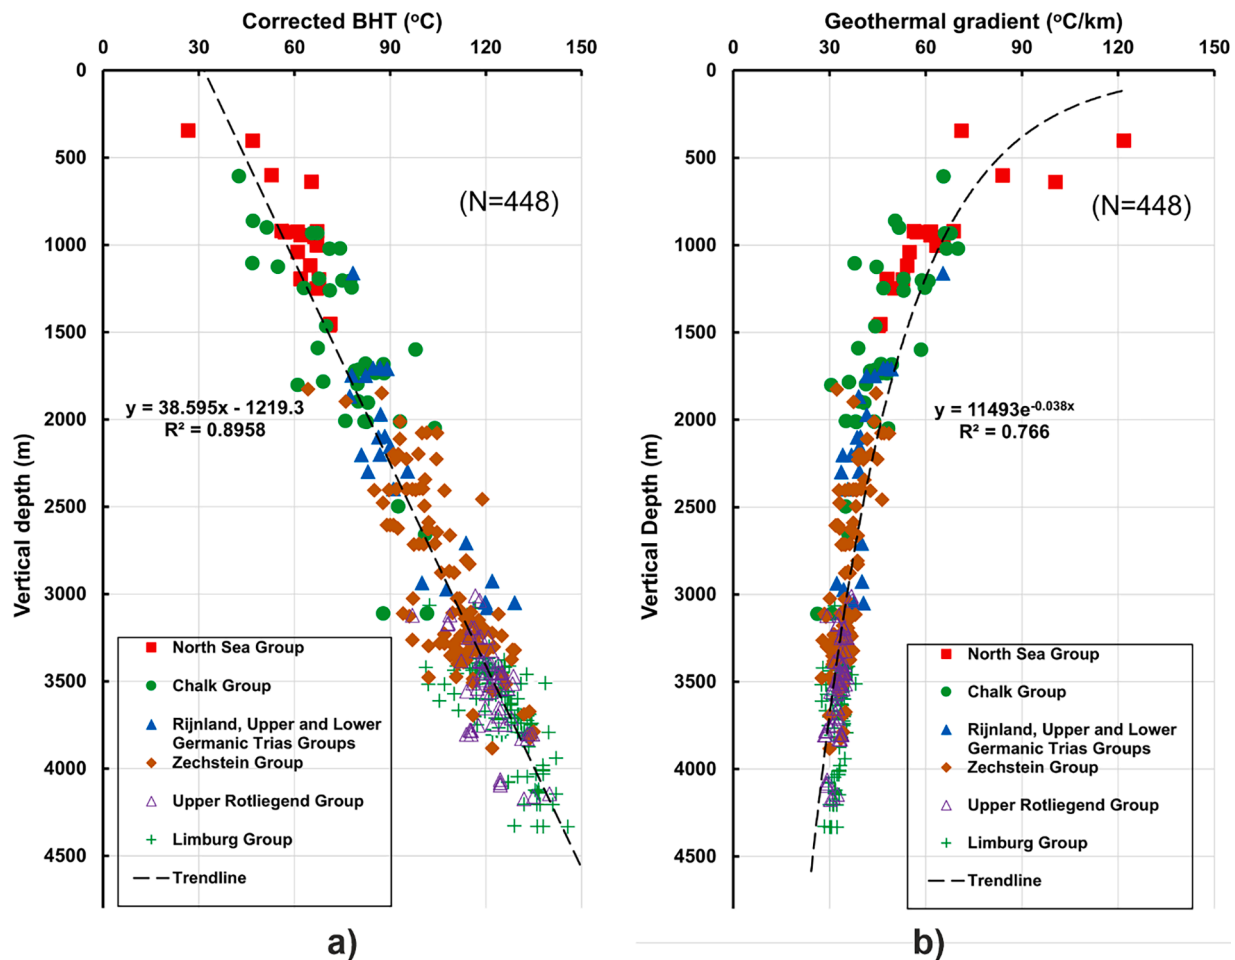 Corrected BHT (°C)
0 30 60 90 120 150
0
500
1000
1500
2000
2500
3000
3500
4000
4500
Vertical depth (m)
(N=448)
y = 38.595x - 1219.3
R² = 0.8958
North Sea Group
Chalk Group
Rijnland, Upper and Lower
Germanic Trias Groups
Zechstein Group
Upper Rotliegend Group
Limburg Group
Trendline
a)
Geothermal gradient (°C/km)
0 30 60 90 120 150
0
500
1000
1500
2000
2500
3000
3500
4000
4500
Vertical Depth (m)
(N=448)
y = 11493e^-0.038x
R² = 0.766
North Sea Group
Chalk Group
Rijnland, Upper and Lower
Germanic Trias Groups
Zechstein Group
Upper Rotliegend Group
Limburg Group
Trendline
b)